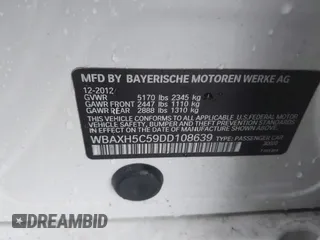 MFD. BY BAYERISCHE MOTOREN WERKE AG
12-2012
GVWR 5170 lbs 2345 kg
GAWR FRONT 2447 lbs 1110 kg
GAWR REAR 2888 lbs 1310 kg
THIS VEHICLE CONFORMS TO ALL APPLICABLE U.S. FEDERAL MOTOR
VEHICLE SAFETY, BUMPER AND THEFT PREVENTION
STANDARDS IN EFFECT ON THE DATE OF MANUFACTURE SHOWN ABOVE.
WBAXH5C59DD108639 TYPE: PASSENGER CAR
DEALERSHIP
AUCTIONS